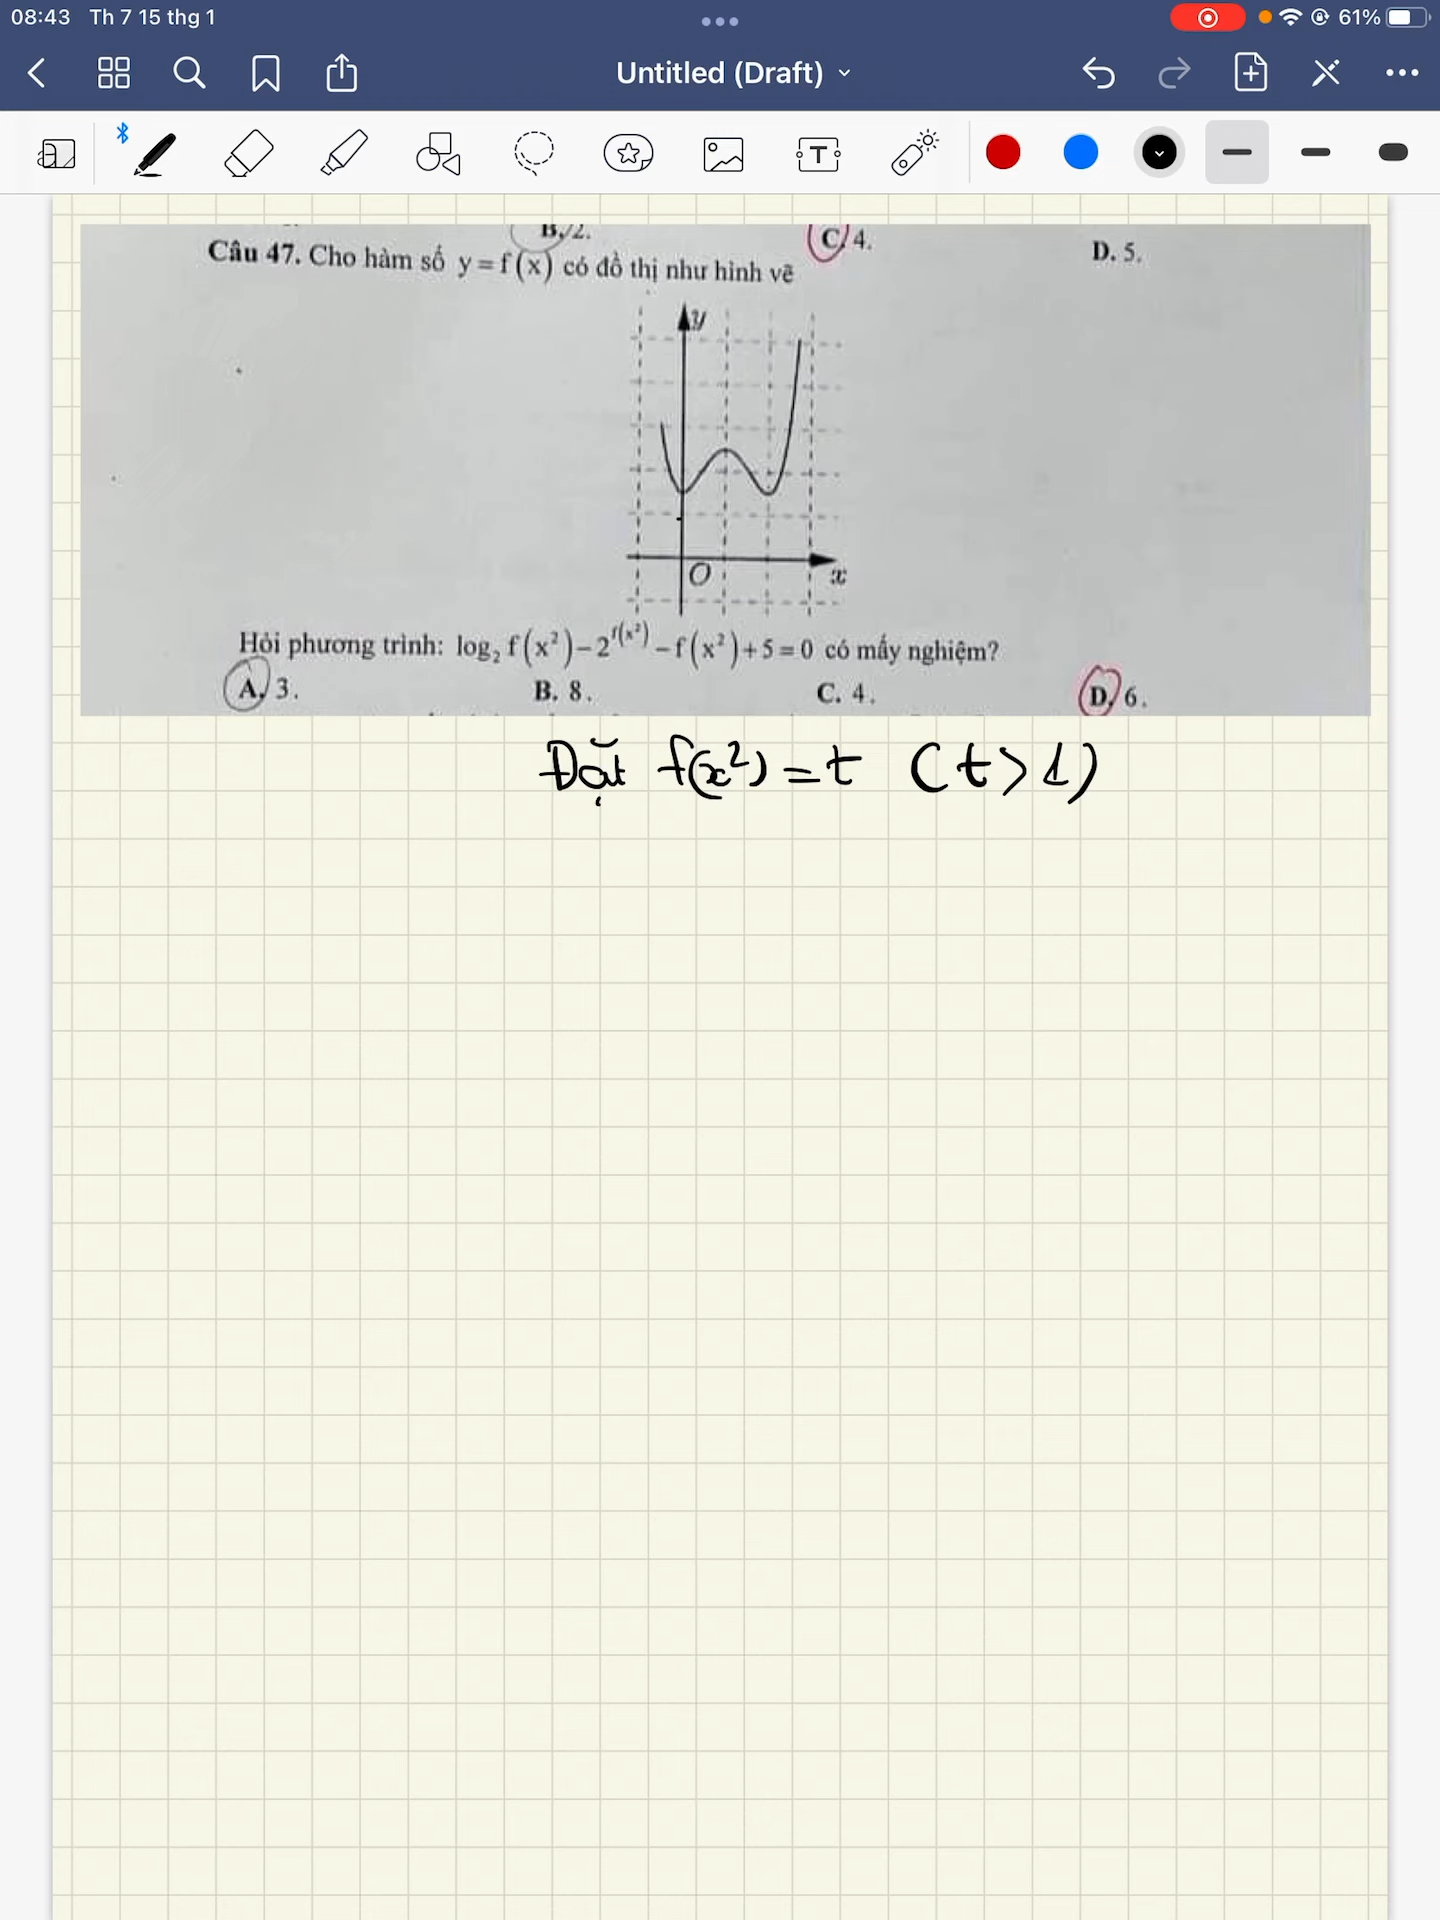 08:43 Th 7 15 thg 1
61%
Untitled (Draft)
B. 2.
C. 4.
D. 5.
Câu 47. Cho hàm số y = f(x) có đồ thị như hình vẽ
y
O
x
Hỏi phương trình: log₂ f(x²) − 2^f(x²) − f(x²) + 5 = 0 có mấy nghiệm?
A. 3. B. 8. C. 4. D. 6.
Đặt f(x²) = t (t > 1)